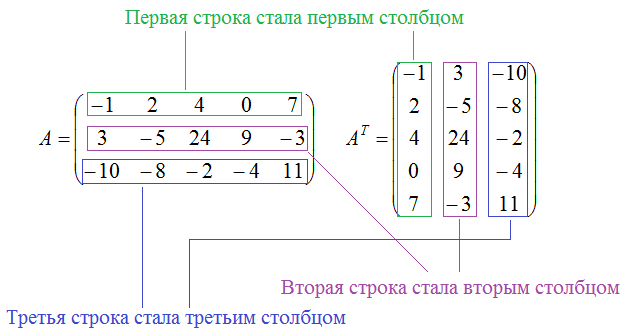 Первая строка стала первым столбцом
A = ( −1 2 4 0 7 ) A^T = ( −1 3 −10 )
( 3 −5 24 9 −3 ) ( 2 −5 −8 )
( −10 −8 −2 −4 11 ) ( 4 24 −2 )
( 0 9 −4 )
( 7 −3 11 )
Вторая строка стала вторым столбцом
Третья строка стала третьим столбцом